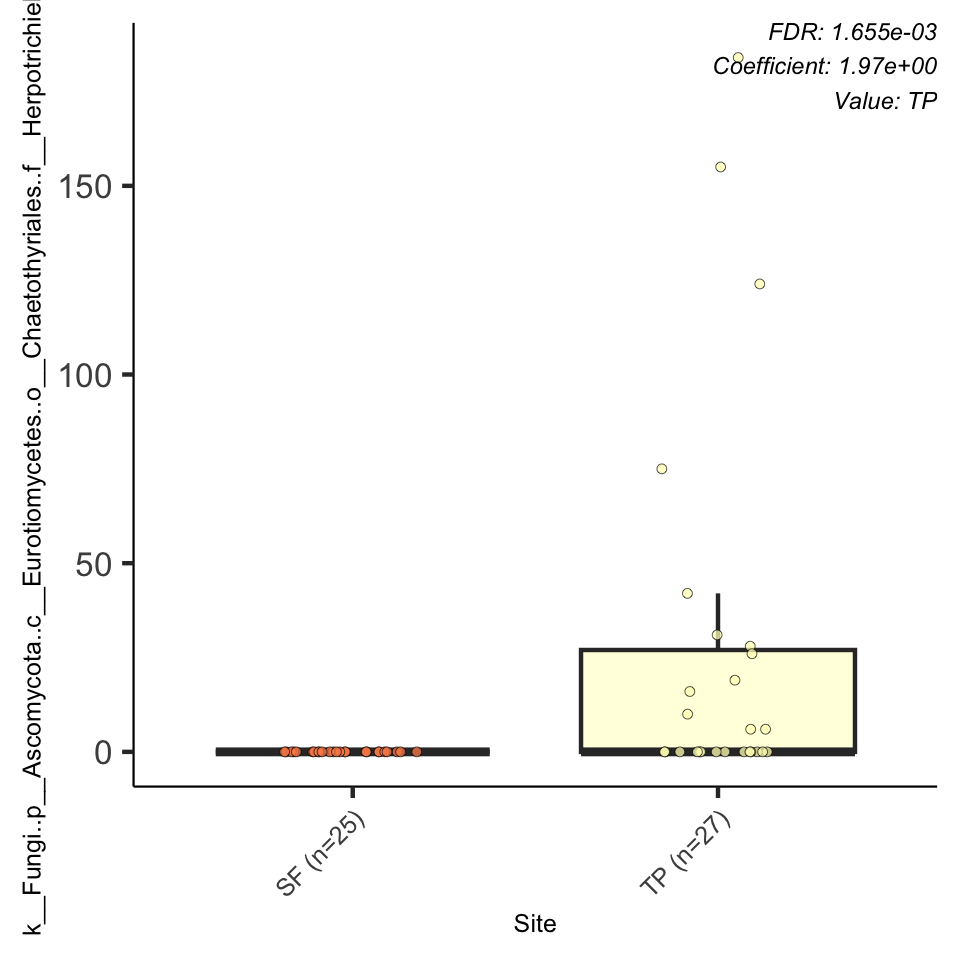 FDR: 1.655e-03
Coefficient: 1.97e+00
Value: TP
k__Fungi..p__Ascomycota..c__Eurotiomycetes..o__Chaetothyriales..f__Herpotrichiel
150
100
50
0
SF (n=25)
TP (n=27)
Site